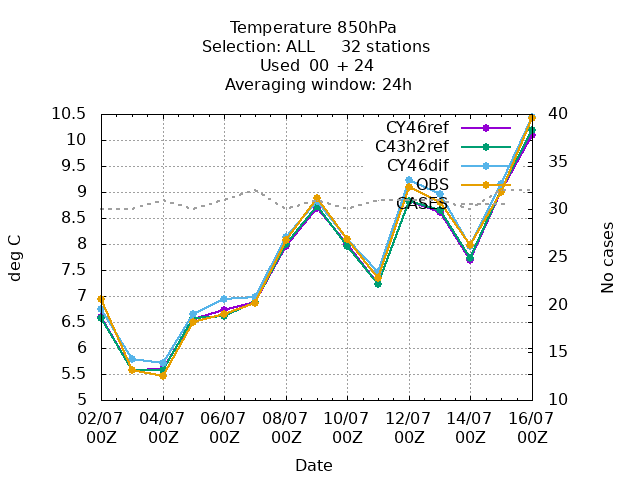 Temperature 850hPa
Selection: ALL 32 stations
Used 00 + 24
Averaging window: 24h
10.5
10
9.5
9
8.5
8
7.5
7
6.5
6
5.5
5
deg C
40
35
30
25
20
15
10
No cases
CY46ref
C43h2ref
CY46dif
OBS
CASES
02/07 04/07 06/07 08/07 10/07 12/07 14/07 16/07
00Z 00Z 00Z 00Z 00Z 00Z 00Z 00Z
Date